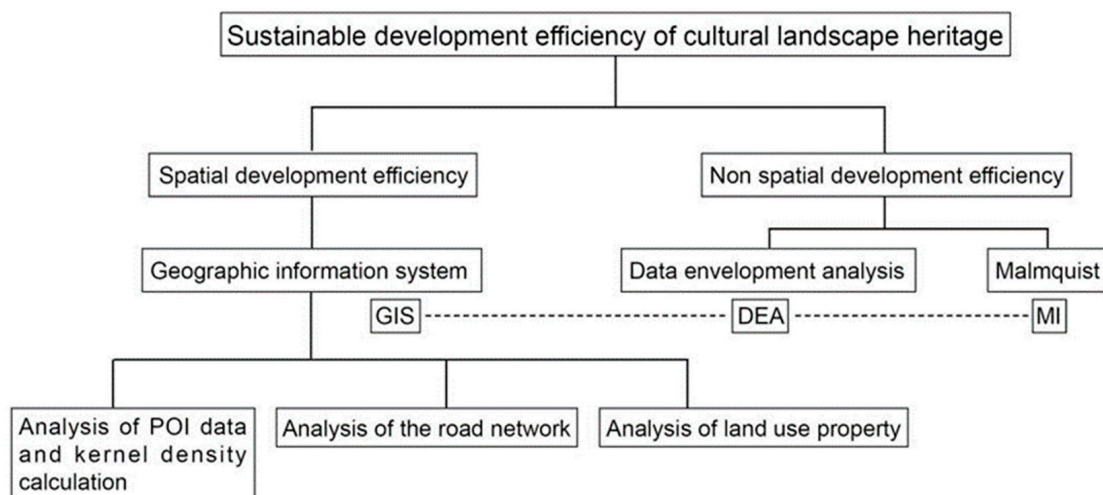 Sustainable development efficiency of cultural landscape heritage
Spatial development efficiency
Non spatial development efficiency
Geographic information system
Data envelopment analysis
Malmquist
GIS
DEA
MI
Analysis of POI data
and kernel density
calculation
Analysis of the road network
Analysis of land use property